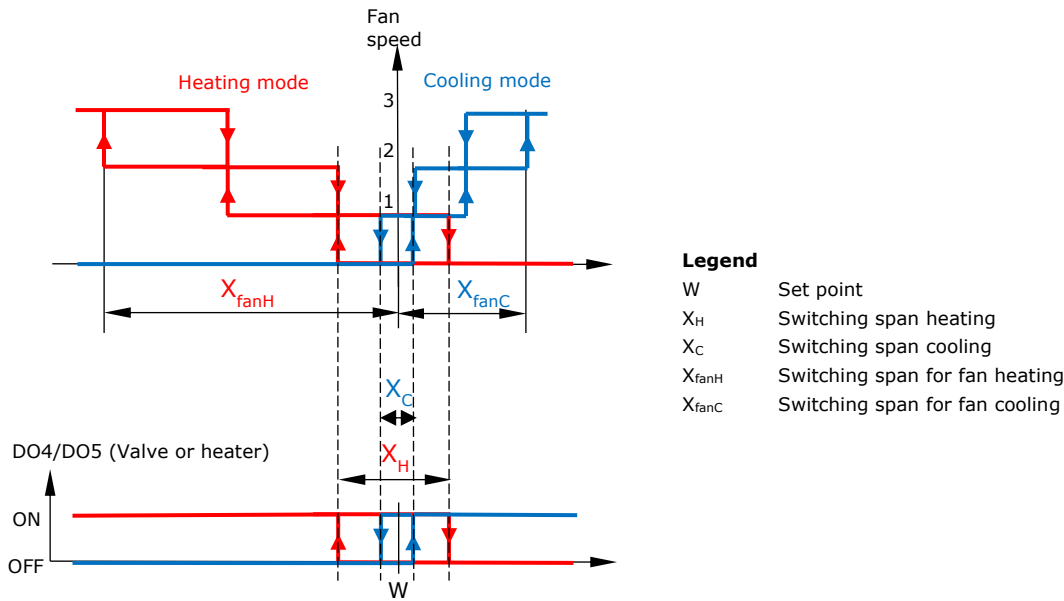 Fan
speed
Heating mode
Cooling mode
3
2
1
XfanH
XfanC
Legend
W Set point
XH Switching span heating
XC Switching span cooling
XfanH Switching span for fan heating
XfanC Switching span for fan cooling
XC
DO4/DO5 (Valve or heater)
XH
ON
OFF
W